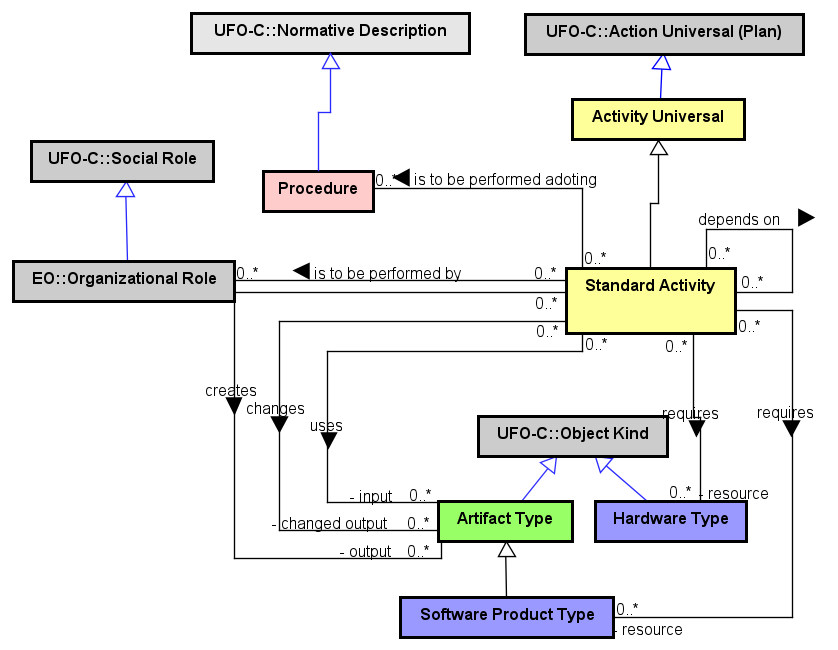 UFO-C::Normative Description
UFO-C::Action Universal (Plan)
Activity Universal
UFO-C::Social Role
Procedure
0..*
is to be performed adoting
depends on
0..*
0..*
EO::Organizational Role
0..*
is to be performed by
0..*
Standard Activity
0..*
0..*
0..*
0..*
0..*
0..*
creates
changes
uses
requires
requires
UFO-C::Object Kind
- input
0..*
0..*
- resource
- changed output
0..*
Artifact Type
Hardware Type
- output
0..*
Software Product Type
0..*
- resource